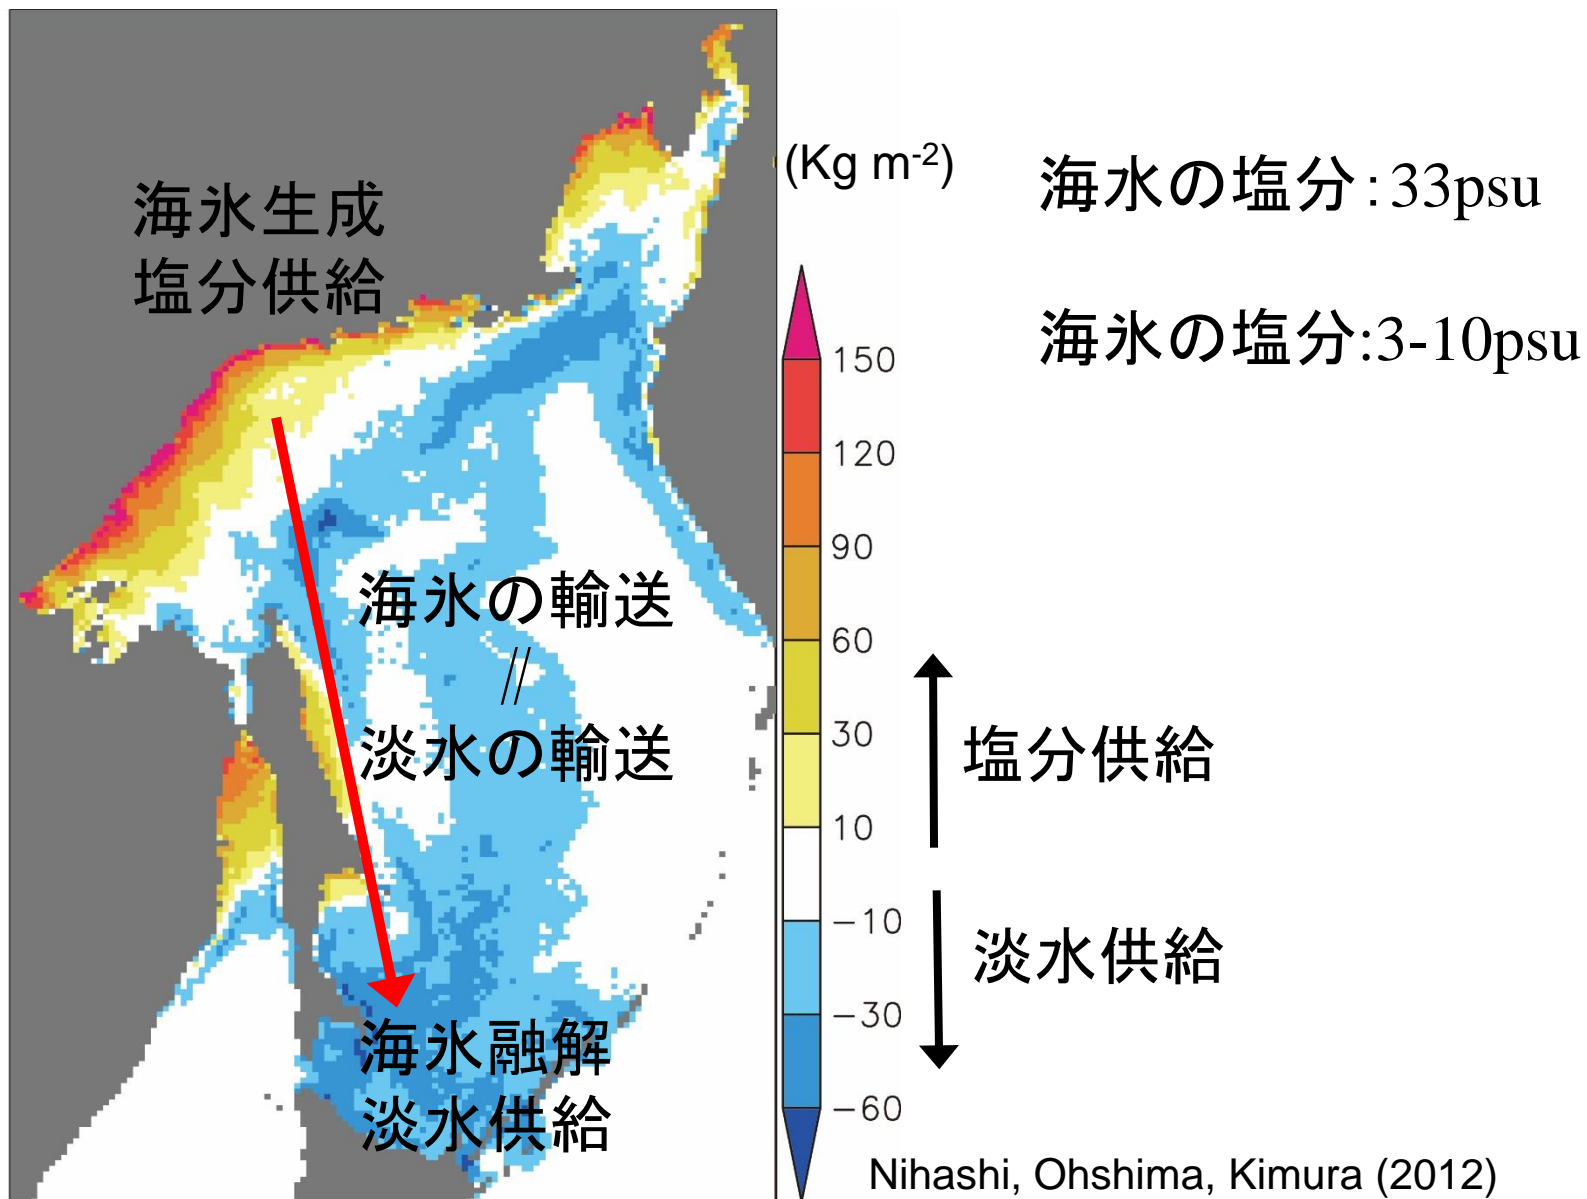 海氷生成
塩分供給
(Kg m-2)
海水の塩分:33psu
海氷の塩分:3-10psu
150
120
90
60
30
10
−10
−30
−60
海氷の輸送
//
淡水の輸送
塩分供給
淡水供給
海氷融解
淡水供給
Nihashi, Ohshima, Kimura (2012)